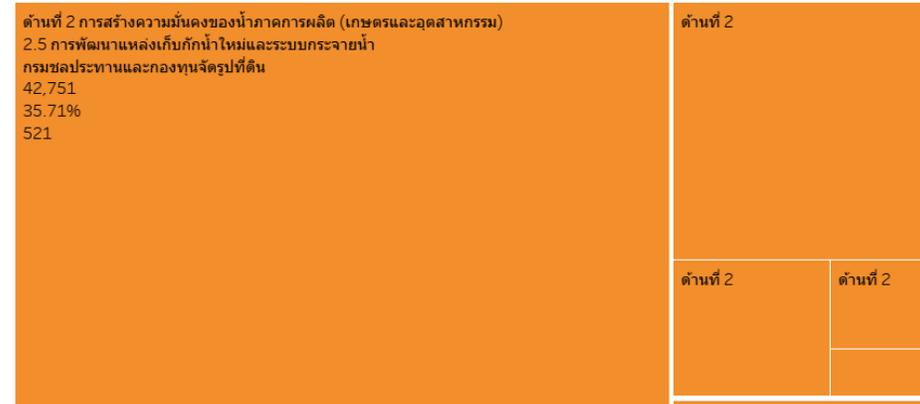 ด้านที่ 2 การสร้างความมั่นคงของน้ำภาคการผลิต (เกษตรและอุตสาหกรรม)
2.5 การพัฒนาแหล่งเก็บกักน้ำใหม่และระบบกระจายน้ำ
กรมชลประทานและกองทุนจัดรูปที่ดิน
42,751
35.71%
521
ด้านที่ 2
ด้านที่ 2
ด้านที่ 2